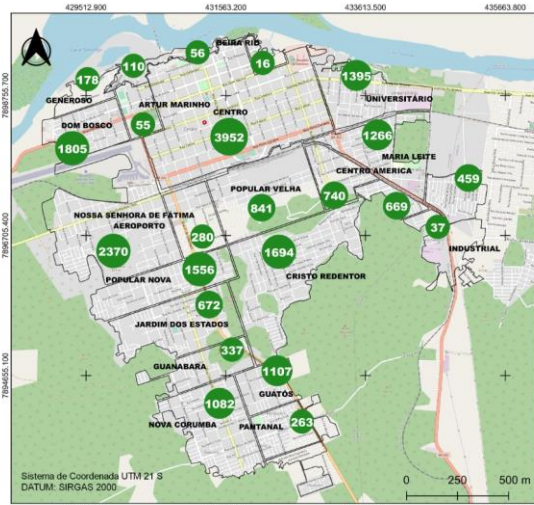 429512.900 431563.200 433613.500 435663.800
7898755.700
7896705.400
7894655.100
BEIRA RIO
56
16
110
178
1395
GENEROSO
ARTUR MARINHO
UNIVERSITÁRIO
DOM BOSCO
CENTRO
55
3952
1266
1805
MARIA LEITE
CENTRO AMERICA
459
POPULAR VELHA
740
841
669
NOSSA SENHORA DE FÁTIMA
AEROPORTO
37
280
2370
1694
INDUSTRIAL
1556
POPULAR NOVA
CRISTO REDENTOR
672
JARDIM DOS ESTADOS
337
GUANABARA
1107
GUATÓS
1082
NOVA CORUMBA
PANTANAL
263
Sistema de Coordenada UTM 21 S
DATUM: SIRGAS 2000
0 250 500 m